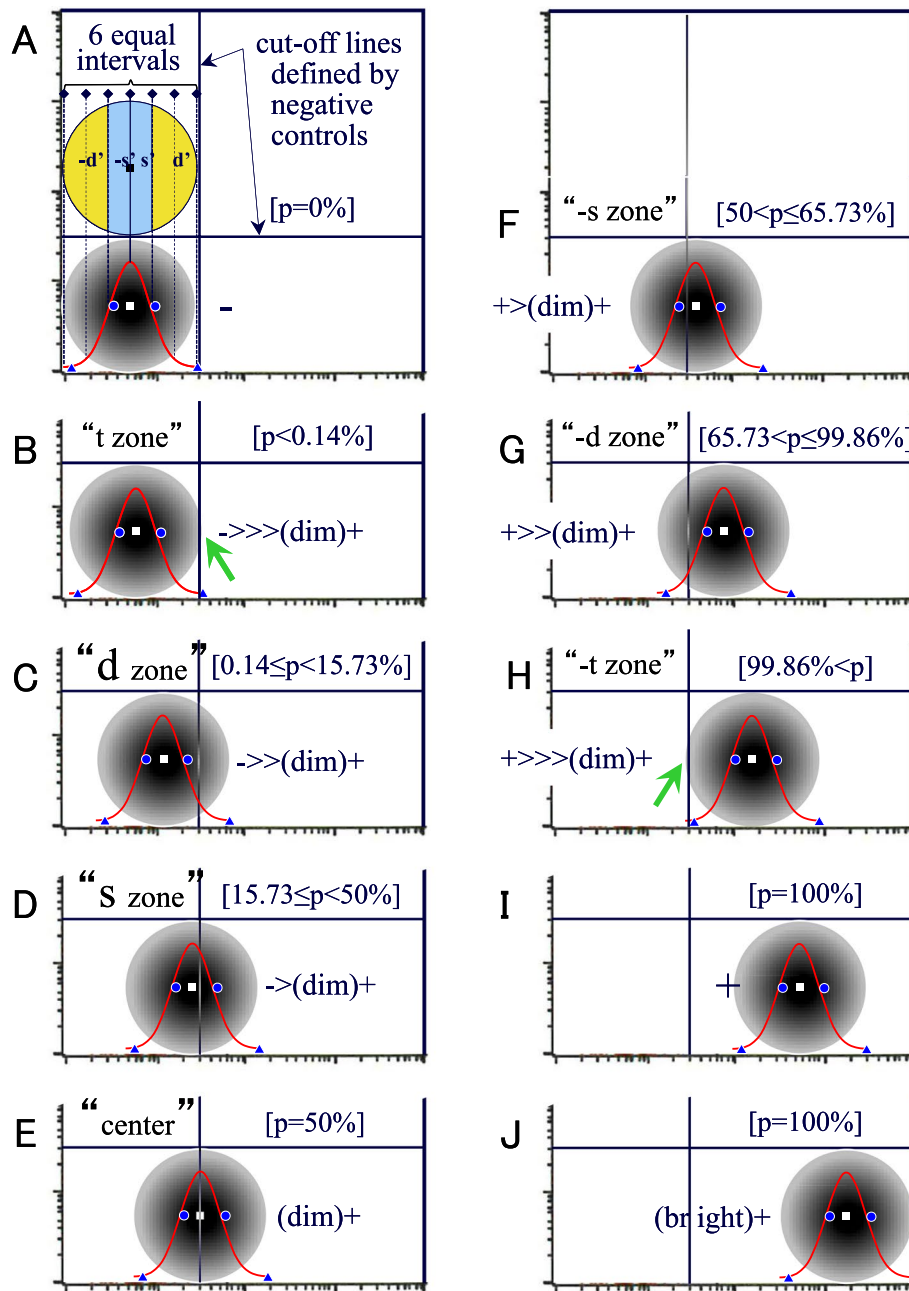 A
6 equal
intervals
cut-off lines
defined by
negative
controls
-d' -s' s' d'
[p=0%]
-
B
“t zone”
[p<0.14%]
->>>(dim)+
C
“d zone”
[0.14≤p<15.73%]
->>(dim)+
D
“s zone”
[15.73≤p<50%]
->(dim)+
E
“center”
[p=50%]
(dim)+
F
“-s zone”
[50<p≤65.73%]
+>(dim)+
G
“-d zone”
[65.73<p≤99.86%]
+>>(dim)+
H
“-t zone”
[99.86%<p]
+>>>(dim)+
I
[p=100%]
+
J
[p=100%]
(br ight)+